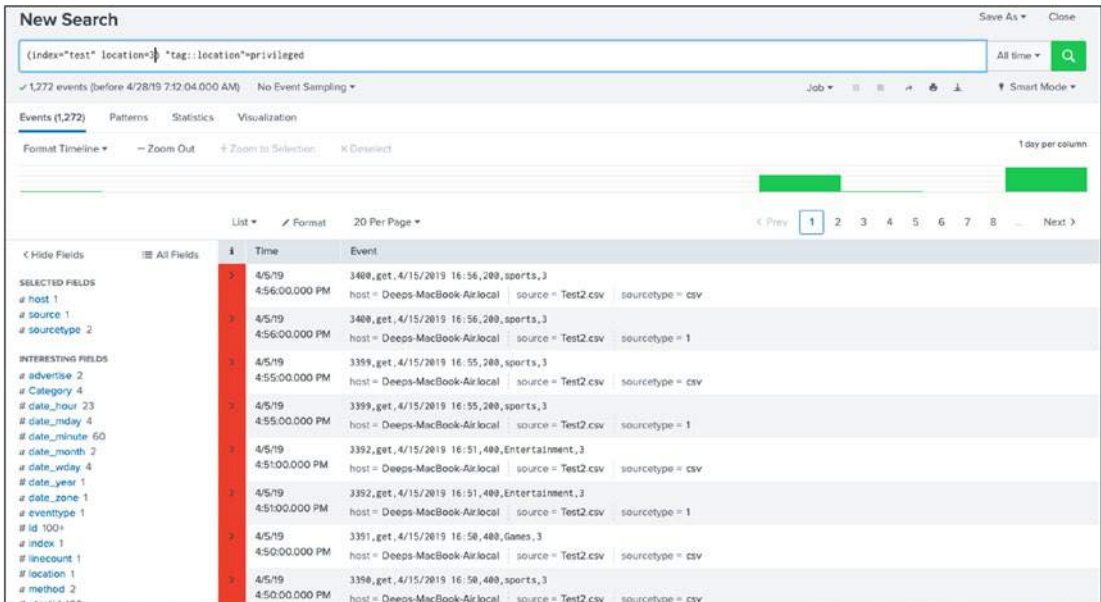 New Search
Save As Close
(index="test" location=3) "tag::location"=privileged
All time
1,272 events (before 4/28/19 7:12:04.000 AM) No Event Sampling
Job
Smart Mode
Events (1,272) Patterns Statistics Visualization
Format Timeline — Zoom Out + Zoom to Selection × Deselect
1 day per column
List Format 20 Per Page
< Prev 1 2 3 4 5 6 7 8 ... Next >
< Hide Fields All Fields
i Time Event
SELECTED FIELDS
a host 1
a source 1
a sourcetype 2
INTERESTING FIELDS
a advertise 2
a Category 4
# date_hour 23
# date_mday 4
# date_minute 60
a date_month 2
a date_wday 4
# date_year 1
a date_zone 1
a eventtype 1
# id 100+
a index 1
# linecount 1
# location 1
a method 2
> 4/5/19 3400,get,4/15/2019 16:56,200,sports,3
4:56:00.000 PM host = Deeps-MacBook-Air.local source = Test2.csv sourcetype = csv
> 4/5/19 3400,get,4/15/2019 16:56,200,sports,3
4:56:00.000 PM host = Deeps-MacBook-Air.local source = Test2.csv sourcetype = 1
> 4/5/19 3399,get,4/15/2019 16:55,200,sports,3
4:55:00.000 PM host = Deeps-MacBook-Air.local source = Test2.csv sourcetype = csv
> 4/5/19 3399,get,4/15/2019 16:55,200,sports,3
4:55:00.000 PM host = Deeps-MacBook-Air.local source = Test2.csv sourcetype = 1
> 4/5/19 3392,get,4/15/2019 16:51,400,Entertainment,3
4:51:00.000 PM host = Deeps-MacBook-Air.local source = Test2.csv sourcetype = csv
> 4/5/19 3392,get,4/15/2019 16:51,400,Entertainment,3
4:51:00.000 PM host = Deeps-MacBook-Air.local source = Test2.csv sourcetype = 1
> 4/5/19 3391,get,4/15/2019 16:50,400,Games,3
4:50:00.000 PM host = Deeps-MacBook-Air.local source = Test2.csv sourcetype = csv
> 4/5/19 3390,get,4/15/2019 16:50,400,sports,3
4:50:00.000 PM host = Deeps-MacBook-Air.local source = Test2.csv sourcetype = csv